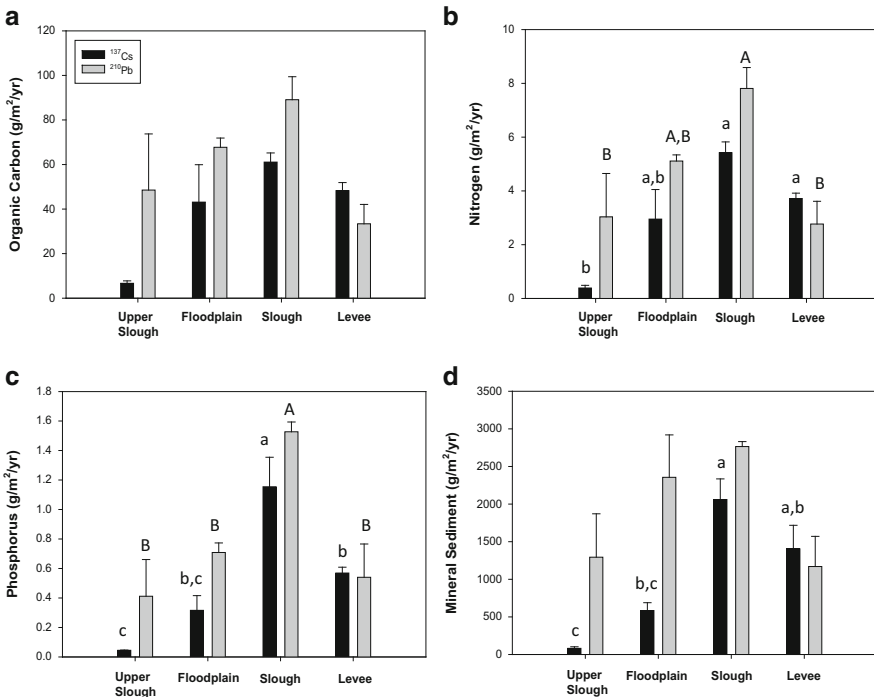 a
Organic Carbon (g/m²/yr)
120
100
80
60
40
20
0
¹³⁷Cs
²¹⁰Pb
Upper Slough
Floodplain
Slough
Levee
b
Nitrogen (g/m²/yr)
10
8
6
4
2
0
b
B
a,b
A,B
a
A
a
B
Upper Slough
Floodplain
Slough
Levee
c
Phosphorus (g/m²/yr)
1.8
1.6
1.4
1.2
1.0
0.8
0.6
0.4
0.2
0.0
c
B
b,c
B
a
A
b
B
Upper Slough
Floodplain
Slough
Levee
d
Mineral Sediment (g/m²/yr)
3500
3000
2500
2000
1500
1000
500
0
c
b,c
a
a,b
Upper Slough
Floodplain
Slough
Levee